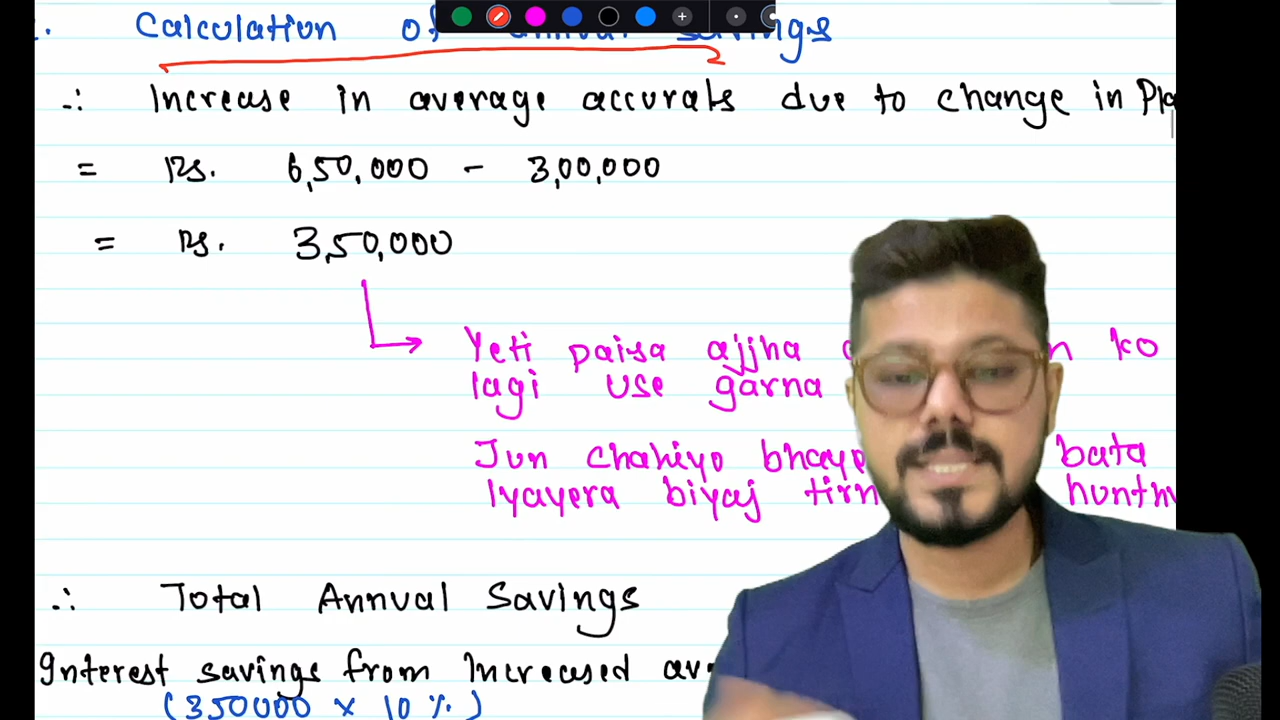 Calculation of annual savings
∴ Increase in average accurals due to change in
= Rs. 6,50,000 - 3,00,000
= Rs. 3,50,000
Yeti paisa ajjha ko
lagi use garna
Jun chahiyo bhaye bata
lyayera biyaj
∴ Total Annual Savings
Interest savings from Increased
(350000 x 10 %)